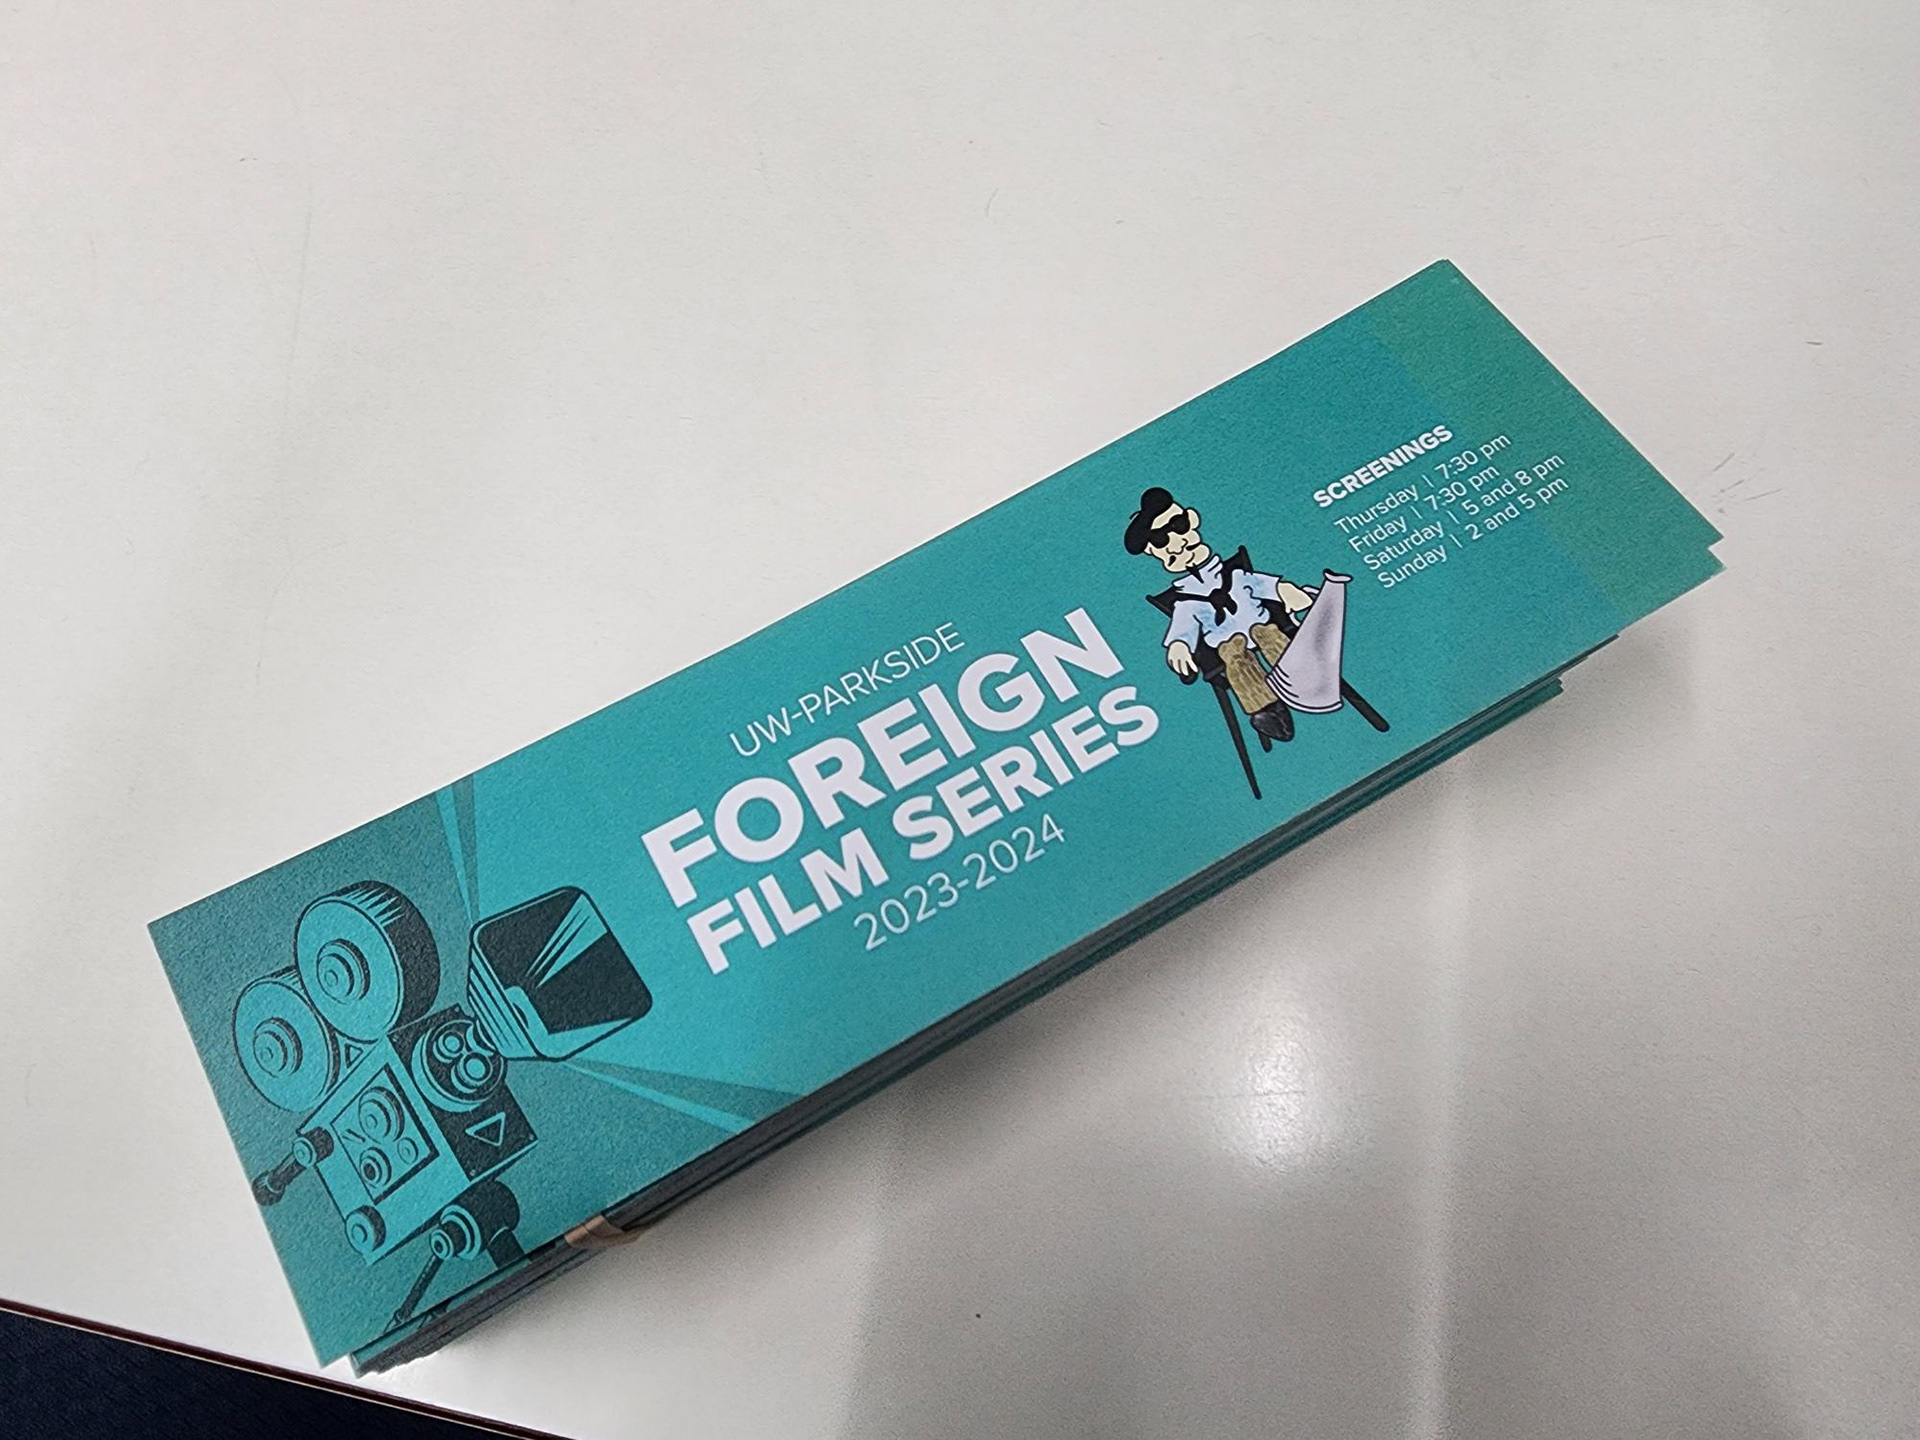 UW-PARKSIDE
FOREIGN
FILM SERIES
2023-2024
SCREENINGS
Thursday | 7:30 pm
Friday | 7:30 pm
Saturday | 5 and 8 pm
Sunday | 2 and 5 pm